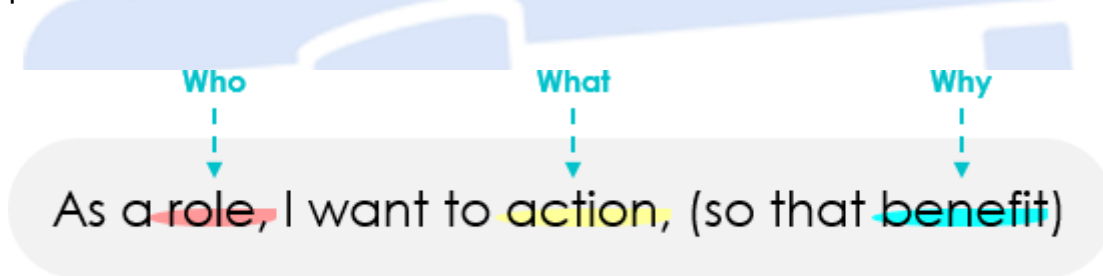 Who What Why
As a role, I want to action, (so that benefit)